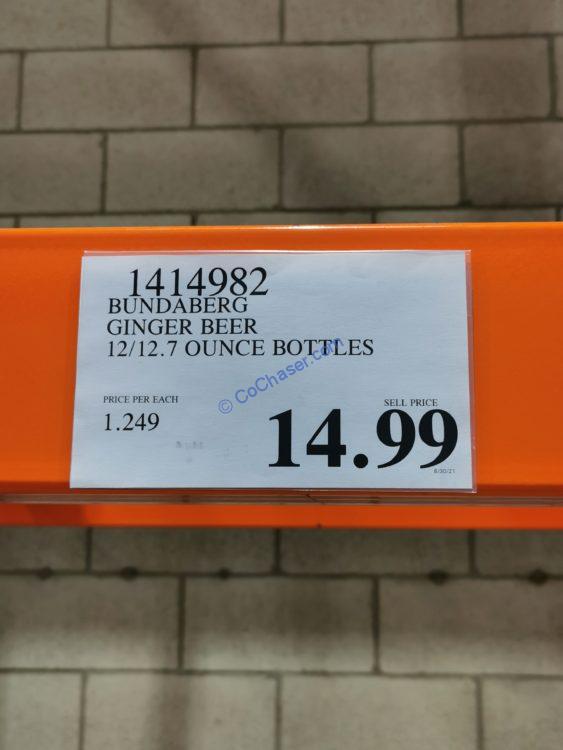 1414982
BUNDABERG
GINGER BEER
12/12.7 OUNCE BOTTLES
PRICE PER EACH
1.249
© CoChaser.com
SELL PRICE
14.99
8/30/21